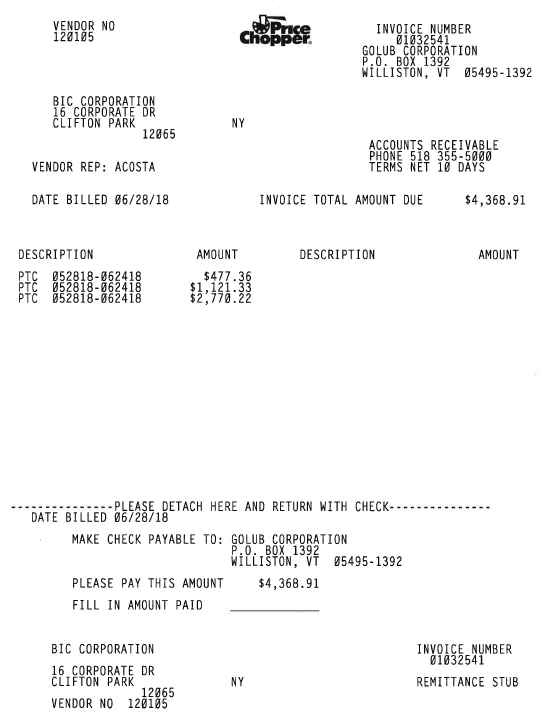 VENDOR NO
120105
Price
Chopper.
INVOICE NUMBER
01032541
GOLUB CORPORATION
P.O. BOX 1392
WILLISTON, VT 05495-1392
BIC CORPORATION
16 CORPORATE DR
CLIFTON PARK NY
12065
ACCOUNTS RECEIVABLE
PHONE 518 355-5000
TERMS NET 10 DAYS
VENDOR REP: ACOSTA
DATE BILLED 06/28/18 INVOICE TOTAL AMOUNT DUE $4,368.91
DESCRIPTION AMOUNT DESCRIPTION AMOUNT
PTC 052818-062418 $477.36
PTC 052818-062418 $1,121.33
PTC 052818-062418 $2,770.22
---------------PLEASE DETACH HERE AND RETURN WITH CHECK---------------
DATE BILLED 06/28/18
MAKE CHECK PAYABLE TO: GOLUB CORPORATION
P.O. BOX 1392
WILLISTON, VT 05495-1392
PLEASE PAY THIS AMOUNT $4,368.91
FILL IN AMOUNT PAID ______________
BIC CORPORATION INVOICE NUMBER
01032541
16 CORPORATE DR
CLIFTON PARK NY REMITTANCE STUB
12065
VENDOR NO 120105